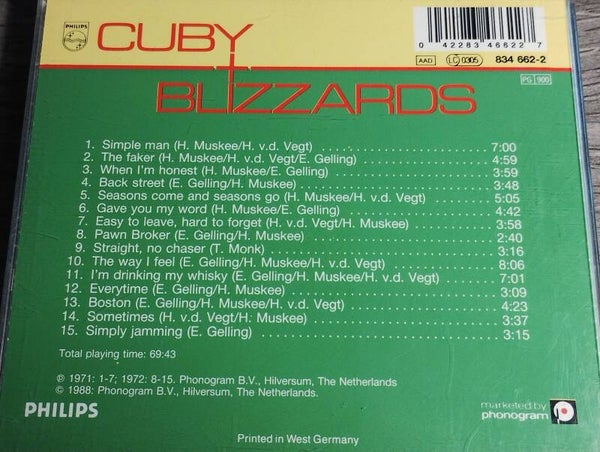 PHILIPS
CUBY
+
BLIZZARDS
0 42283 46622 7
AAD LC 0305 834 662-2
PG 900
1. Simple man (H. Muskee/H. v.d. Vegt) 7:00
2. The faker (H. Muskee/H. v.d. Vegt/E. Gelling) 4:59
3. When I'm honest (H. Muskee/E. Gelling) 3:59
4. Back street (E. Gelling/H. Muskee) 3:48
5. Seasons come and seasons go (H. Muskee/H. v.d. Vegt) 5:05
6. Gave you my word (H. Muskee/E. Gelling) 4:42
7. Easy to leave, hard to forget (H. v.d. Vegt/H. Muskee) 3:58
8. Pawn Broker (E. Gelling/H. Muskee) 2:40
9. Straight, no chaser (T. Monk) 3:16
10. The way I feel (E. Gelling/H. Muskee/H. v.d. Vegt) 8:06
11. I'm drinking my whisky (E. Gelling/H. Muskee/H. v.d. Vegt) 7:01
12. Everytime (E. Gelling/H. Muskee) 3:09
13. Boston (E. Gelling/H. Muskee/H. v.d. Vegt) 4:23
14. Sometimes (H. v.d. Vegt/H. Muskee) 3:37
15. Simply jamming (E. Gelling) 3:15
Total playing time: 69:43
℗ 1971: 1-7; 1972: 8-15. Phonogram B.V., Hilversum, The Netherlands
© 1988: Phonogram B.V., Hilversum, The Netherlands.
PHILIPS
marketed by
phonogram
Printed in West Germany